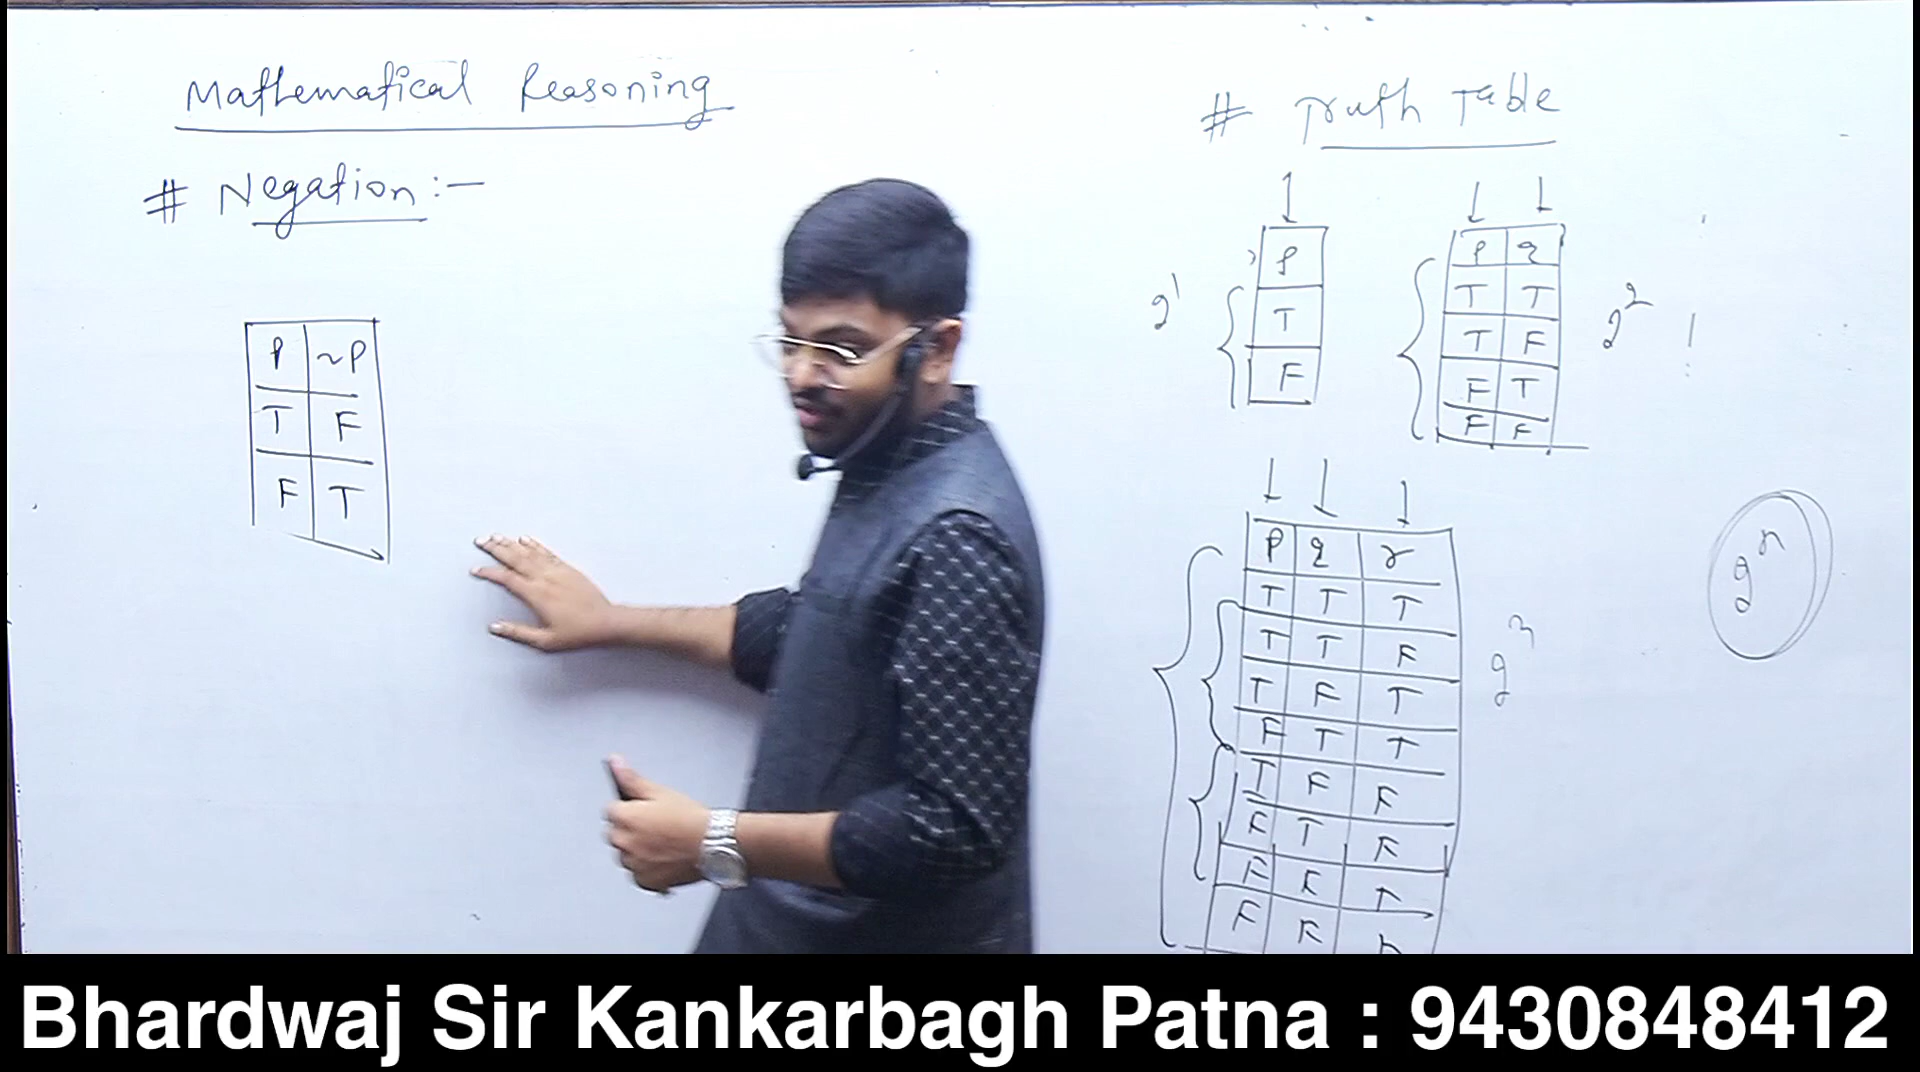 Mathematical Reasoning
# Negation:-
P ~P
T F
F T
# Truth Table
P
T
F
2¹
P q
T T
T F
F T
F F
2²
!
P q r
T T T
T T F
T F T
F T T
T F F
F T F
F F T
F F F
2³
2ⁿ
Bhardwaj Sir Kankarbagh Patna : 9430848412